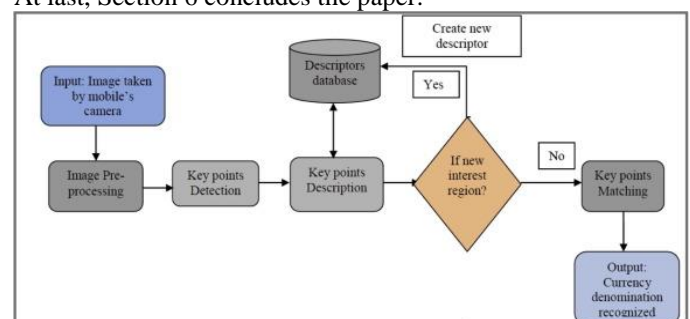 At last, Section 6 concludes the paper.
Create new
descriptor
Descriptors
database
Yes
Input: Image taken
by mobile's
camera
If new
interest
region?
No
Image Pre-
processing
Key points
Detection
Key points
Description
Key points
Matching
Output:
Currency
denomination
recognized